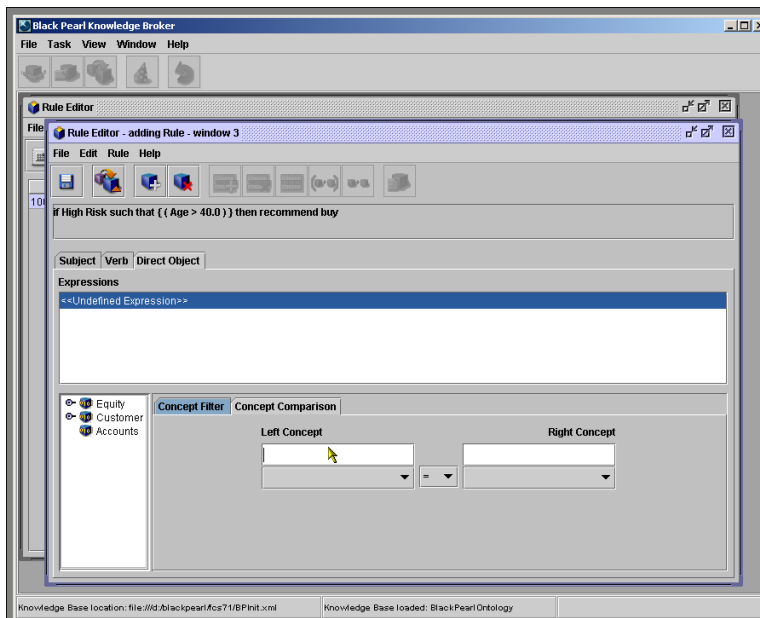 Black Pearl Knowledge Broker
File Task View Window Help
Rule Editor
File
Rule Editor - adding Rule - window 3
File Edit Rule Help
if High Risk such that { ( Age > 40.0 ) } then recommend buy
Subject Verb Direct Object
Expressions
<<Undefined Expression>>
Equity
Customer
Accounts
Concept Filter Concept Comparison
Left Concept Right Concept
=
Knowledge Base location: file:///d:/blackpearl/fcs71/BPInit.xml Knowledge Base loaded: BlackPearlOntology